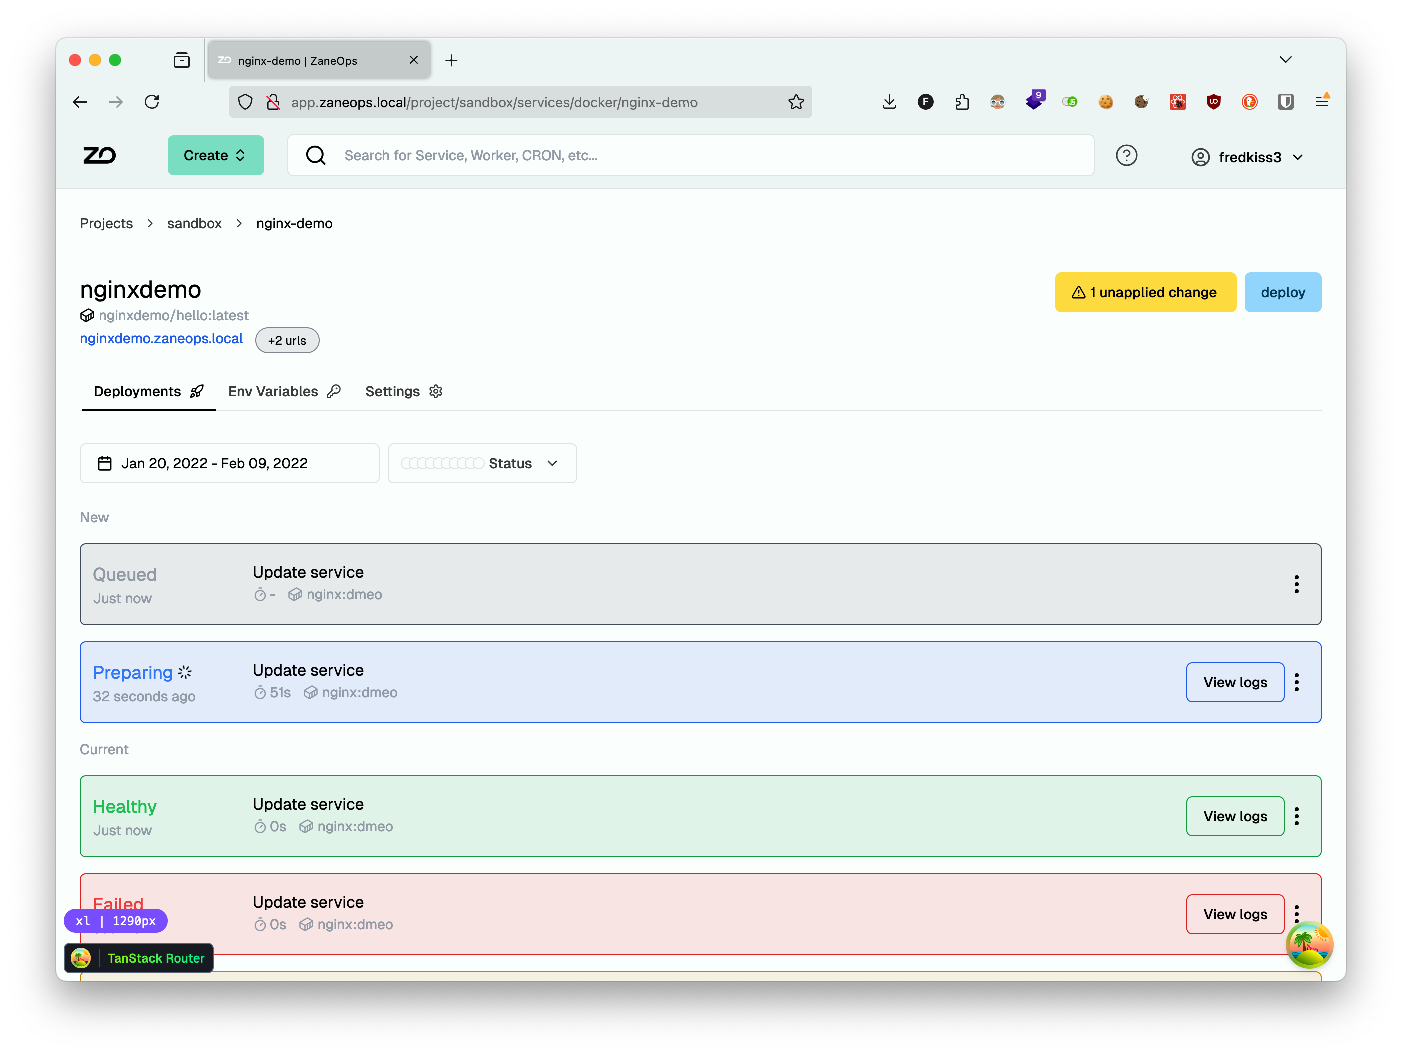 nginx-demo | ZaneOps
app.zaneops.local/project/sandbox/services/docker/nginx-demo
9
ZO
Create
Search for Service, Worker, CRON, etc...
fredkiss3
Projects > sandbox > nginx-demo
nginxdemo
nginxdemo/hello:latest
nginxdemo.zaneops.local
+2 urls
1 unapplied change
deploy
Deployments
Env Variables
Settings
Jan 20, 2022 - Feb 09, 2022
Status
New
Queued
Just now
Update service
- nginx:dmeo
Preparing
32 seconds ago
Update service
51s nginx:dmeo
View logs
Current
Healthy
Just now
Update service
0s nginx:dmeo
View logs
Failed
Update service
0s nginx:dmeo
View logs
xl | 1290px
TanStack Router